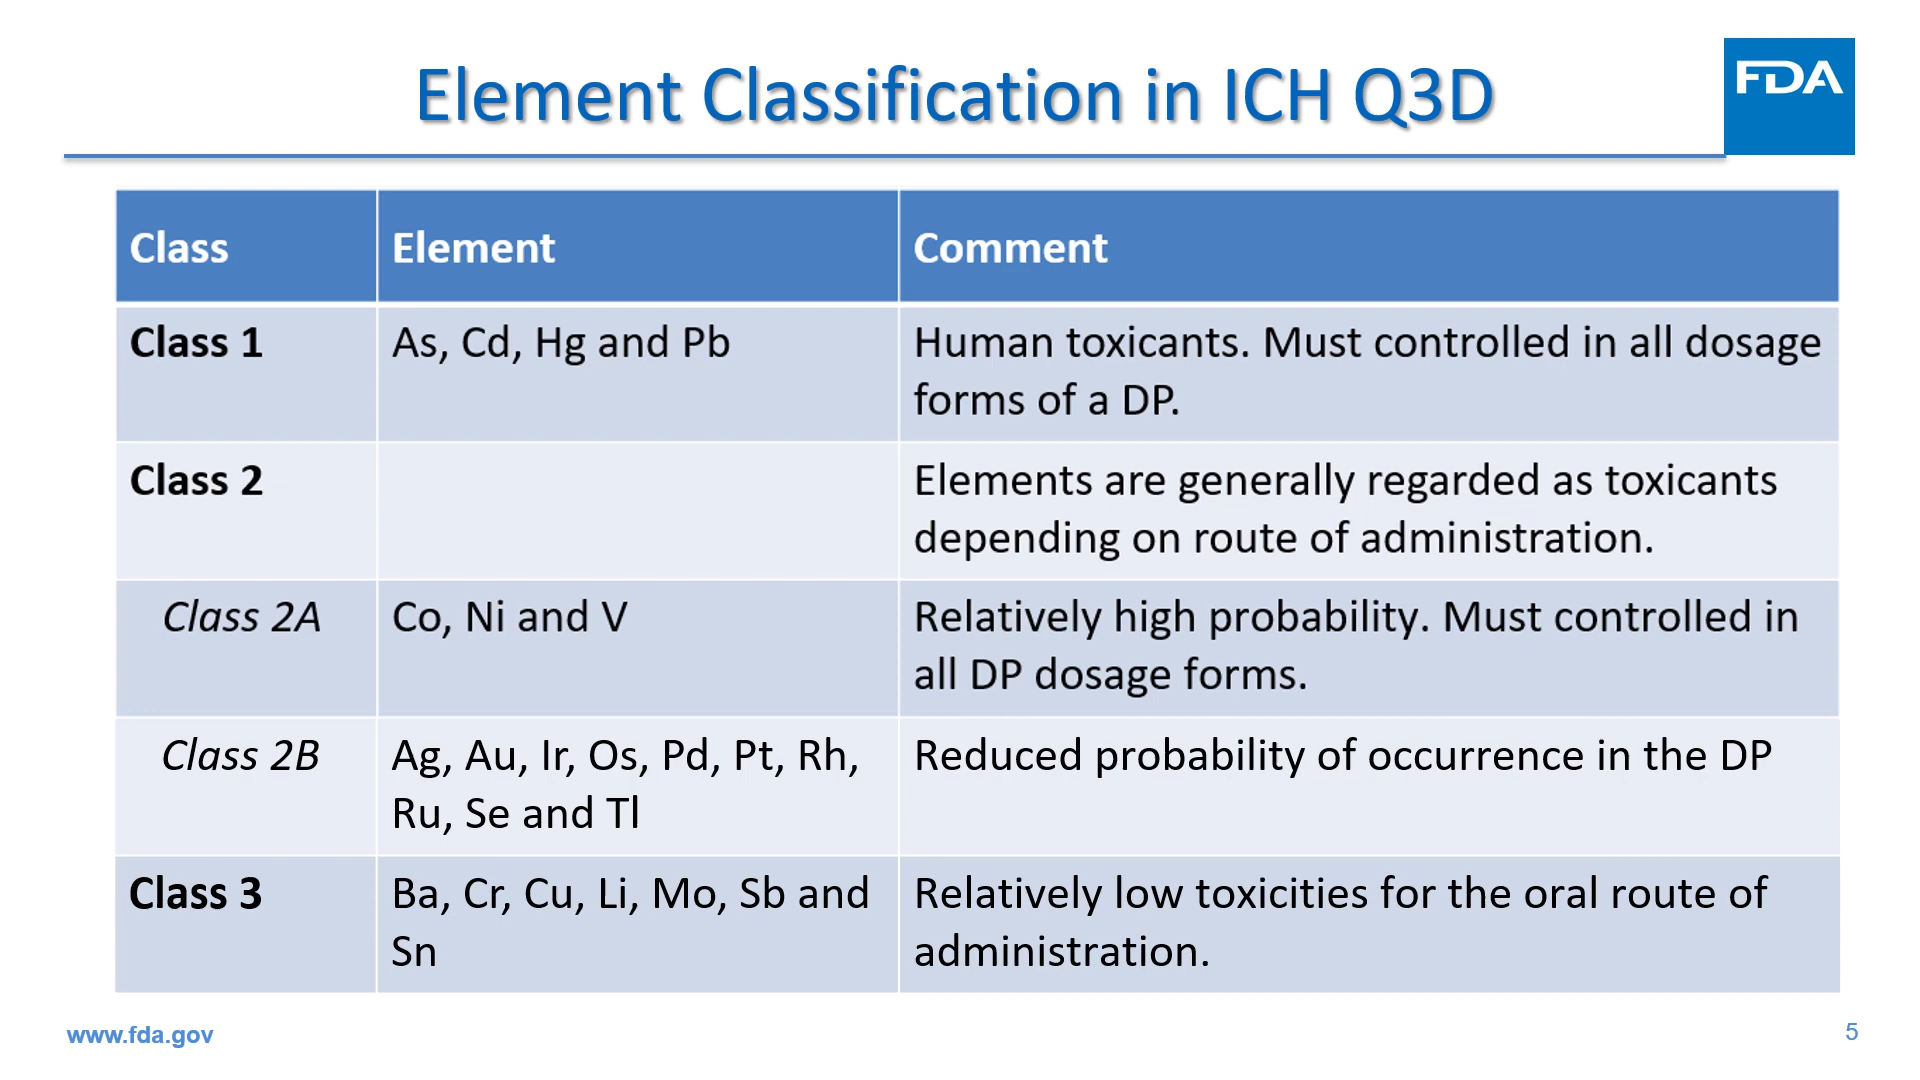 Element Classification in ICH Q3D
FDA
Class Element Comment
Class 1 As, Cd, Hg and Pb Human toxicants. Must controlled in all dosage
forms of a DP.
Class 2 Elements are generally regarded as toxicants
depending on route of administration.
Class 2A Co, Ni and V Relatively high probability. Must controlled in
all DP dosage forms.
Class 2B Ag, Au, Ir, Os, Pd, Pt, Rh, Reduced probability of occurrence in the DP
Ru, Se and Tl
Class 3 Ba, Cr, Cu, Li, Mo, Sb and Relatively low toxicities for the oral route of
Sn administration.
www.fda.gov 5